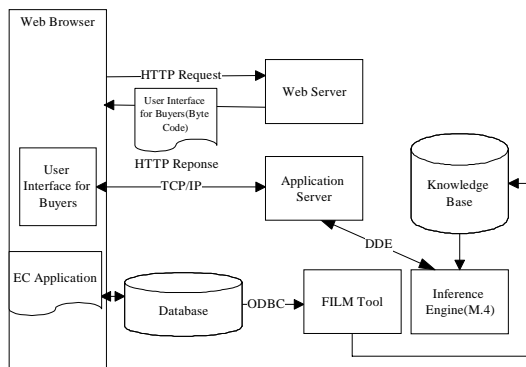 Web Browser
HTTP Request
Web Server
User Interface
for Buyers(Byte
Code)
HTTP Reponse
User
Interface for
Buyers
TCP/IP
Application
Server
Knowledge
Base
DDE
EC Application
Database
ODBC
FILM Tool
Inference
Engine(M.4)